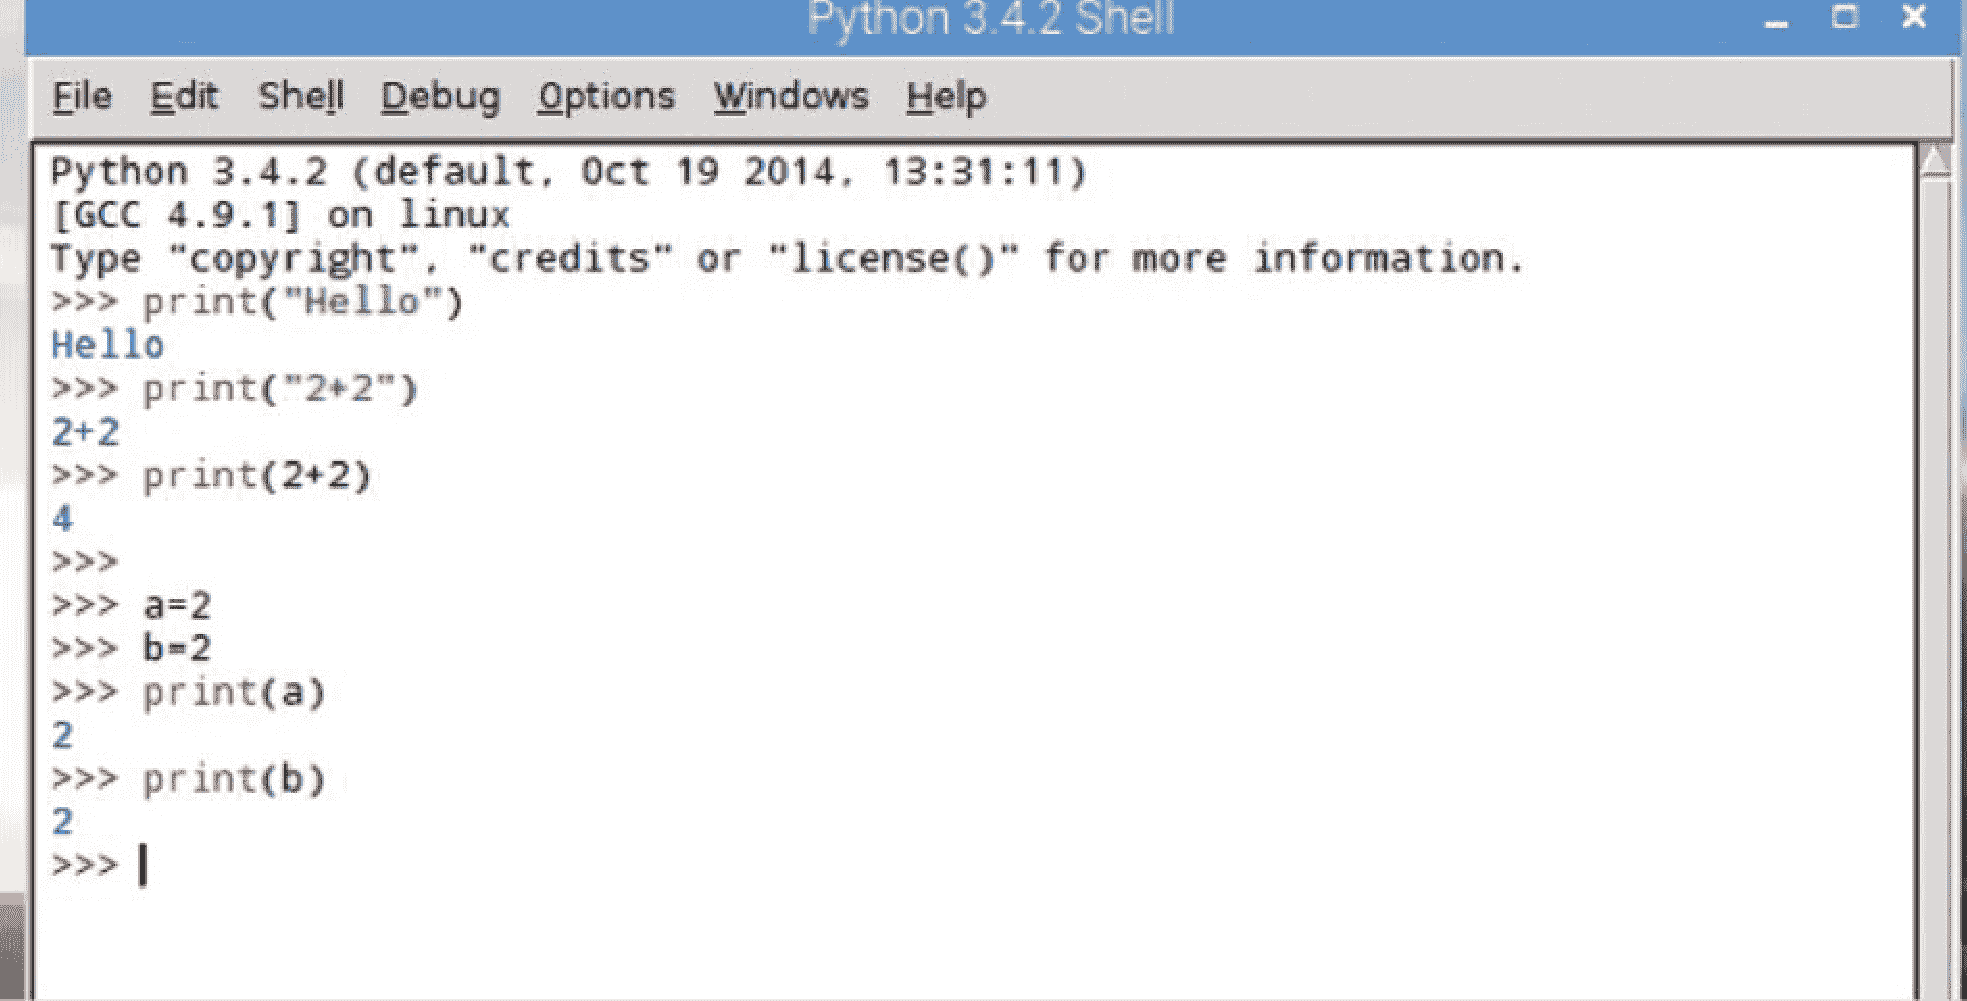 Python 3.4.2 Shell
File Edit Shell Debug Options Windows Help
Python 3.4.2 (default, Oct 19 2014, 13:31:11)
[GCC 4.9.1] on linux
Type "copyright", "credits" or "license()" for more information.
>>> print("Hello")
Hello
>>> print("2+2")
2+2
>>> print(2+2)
4
>>>
>>> a=2
>>> b=2
>>> print(a)
2
>>> print(b)
2
>>>